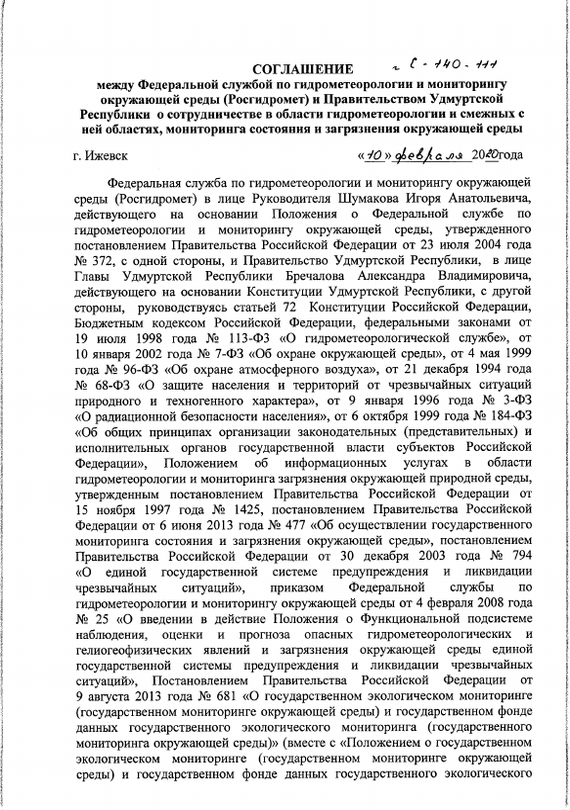 СОГЛАШЕНИЕ С-140-111
между Федеральной службой по гидрометеорологии и мониторингу
окружающей среды (Росгидромет) и Правительством Удмуртской
Республики о сотрудничестве в области гидрометеорологии и смежных с
ней областях, мониторинга состояния и загрязнения окружающей среды
г. Ижевск «10» февраля 2020года
Федеральная служба по гидрометеорологии и мониторингу окружающей
среды (Росгидромет) в лице Руководителя Шумакова Игоря Анатольевича,
действующего на основании Положения о Федеральной службе по
гидрометеорологии и мониторингу окружающей среды, утвержденного
постановлением Правительства Российской Федерации от 23 июля 2004 года
№ 372, с одной стороны, и Правительство Удмуртской Республики, в лице
Главы Удмуртской Республики Бречалова Александра Владимировича,
действующего на основании Конституции Удмуртской Республики, с другой
стороны, руководствуясь статьей 72 Конституции Российской Федерации,
Бюджетным кодексом Российской Федерации, федеральными законами от
19 июля 1998 года № 113-ФЗ «О гидрометеорологической службе», от
10 января 2002 года № 7-ФЗ «Об охране окружающей среды», от 4 мая 1999
года № 96-ФЗ «Об охране атмосферного воздуха», от 21 декабря 1994 года
№ 68-ФЗ «О защите населения и территорий от чрезвычайных ситуаций
природного и техногенного характера», от 9 января 1996 года № 3-ФЗ
«О радиационной безопасности населения», от 6 октября 1999 года № 184-ФЗ
«Об общих принципах организации законодательных (представительных) и
исполнительных органов государственной власти субъектов Российской
Федерации», Положением об информационных услугах в области
гидрометеорологии и мониторинга загрязнения окружающей природной среды,
утвержденным постановлением Правительства Российской Федерации от
15 ноября 1997 года № 1425, постановлением Правительства Российской
Федерации от 6 июня 2013 года № 477 «Об осуществлении государственного
мониторинга состояния и загрязнения окружающей среды», постановлением
Правительства Российской Федерации от 30 декабря 2003 года № 794
«О единой государственной системе предупреждения и ликвидации
чрезвычайных ситуаций», приказом Федеральной службы по
гидрометеорологии и мониторингу окружающей среды от 4 февраля 2008 года
№ 25 «О введении в действие Положения о Функциональной подсистеме
наблюдения, оценки и прогноза опасных гидрометеорологических и
гелиогеофизических явлений и загрязнения окружающей среды единой
государственной системы предупреждения и ликвидации чрезвычайных
ситуаций», Постановлением Правительства Российской Федерации от
9 августа 2013 года № 681 «О государственном экологическом мониторинге
(государственном мониторинге окружающей среды) и государственном фонде
данных государственного экологического мониторинга (государственного
мониторинга окружающей среды)» (вместе с «Положением о государственном
экологическом мониторинге (государственном мониторинге окружающей
среды) и государственном фонде данных государственного экологического